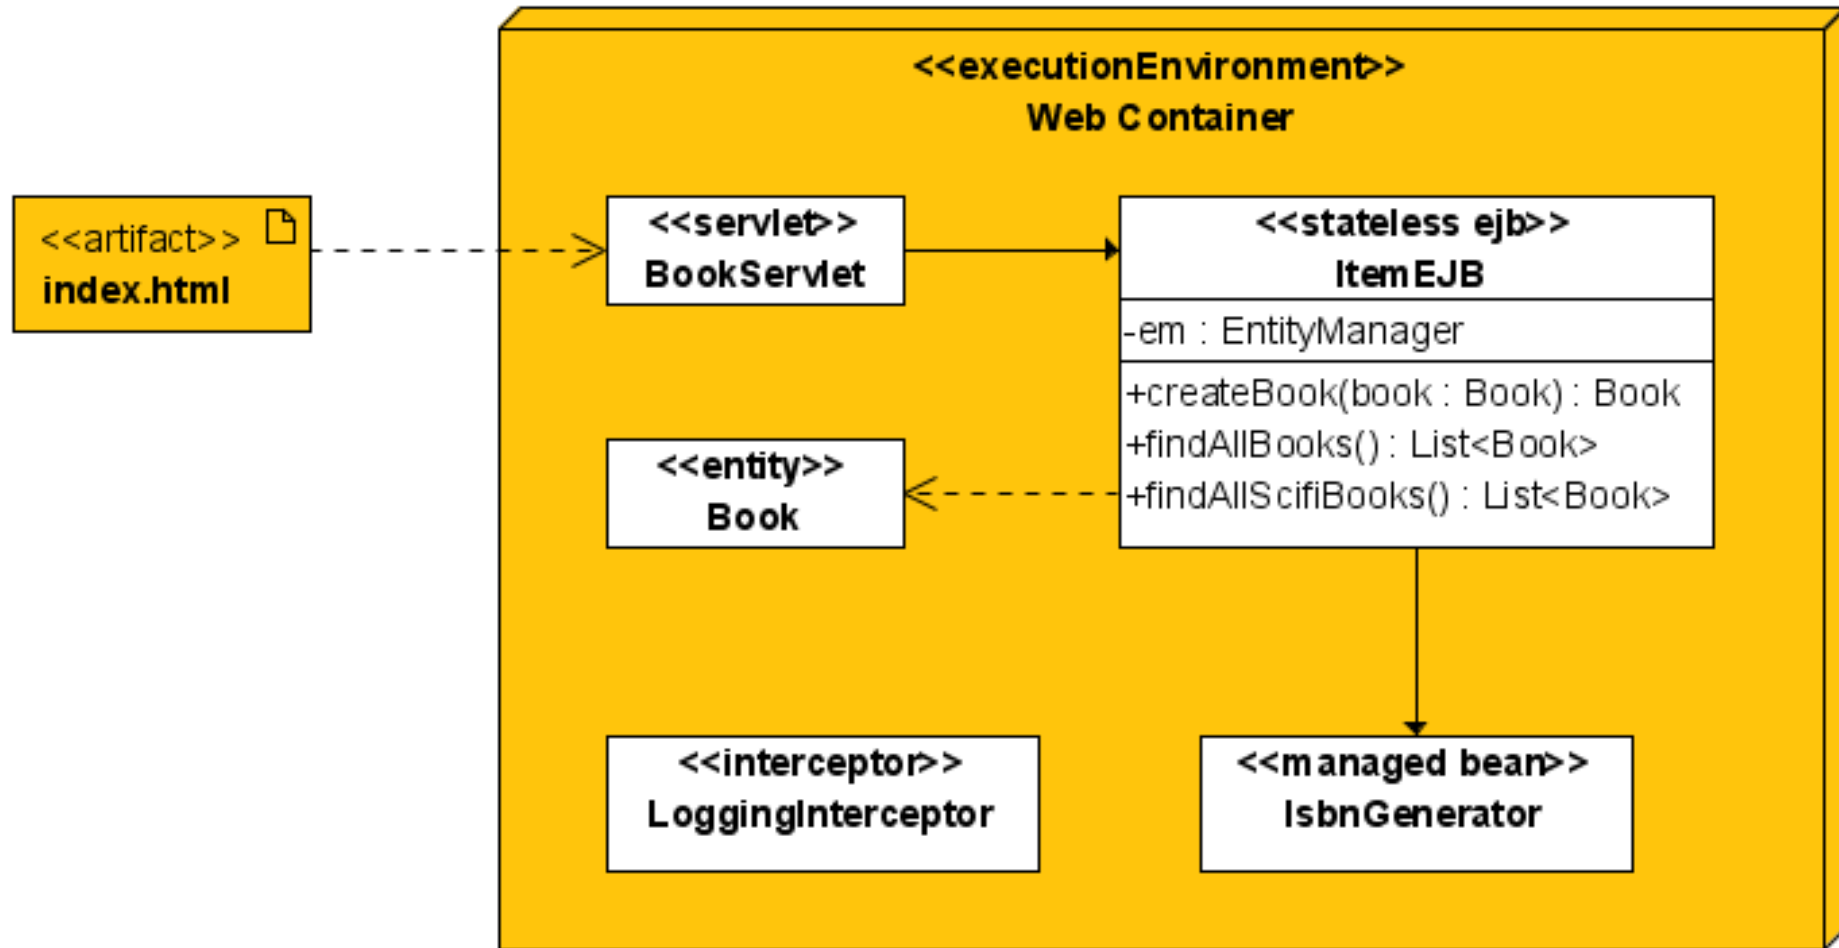 <<executionEnvironment>>
Web Container
<<artifact>>
index.html
<<servlet>>
BookServlet
<<stateless ejb>>
ItemEJB
-em : EntityManager
+createBook(book : Book) : Book
+findAllBooks() : List<Book>
+findAllScifiBooks() : List<Book>
<<entity>>
Book
<<interceptor>>
LoggingInterceptor
<<managed bean>>
IsbnGenerator